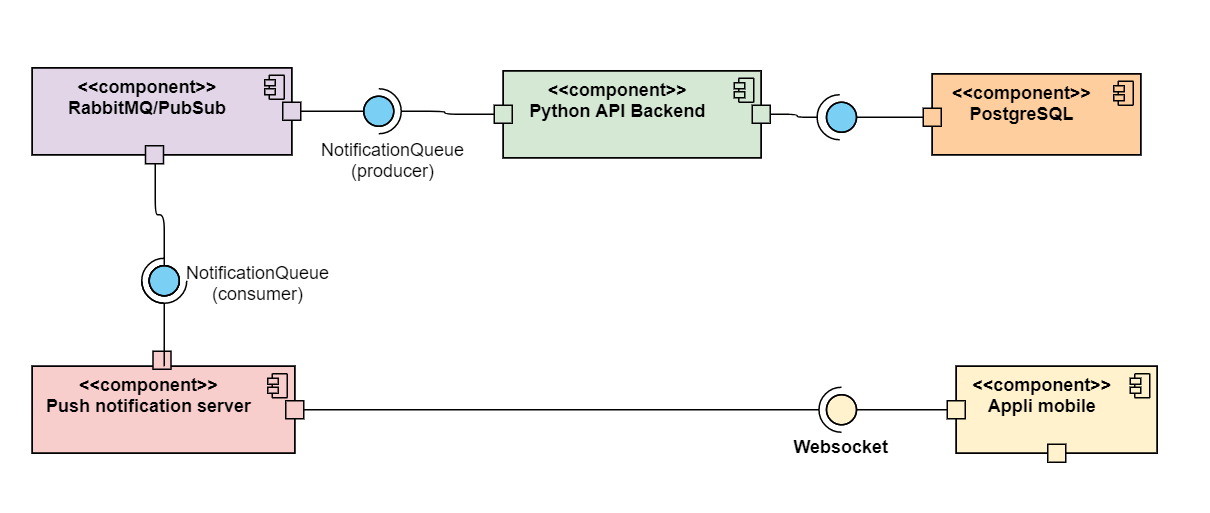 <<component>>
RabbitMQ/PubSub
<<component>>
Python API Backend
<<component>>
PostgreSQL
NotificationQueue
(producer)
NotificationQueue
(consumer)
<<component>>
Push notification server
<<component>>
Appli mobile
Websocket